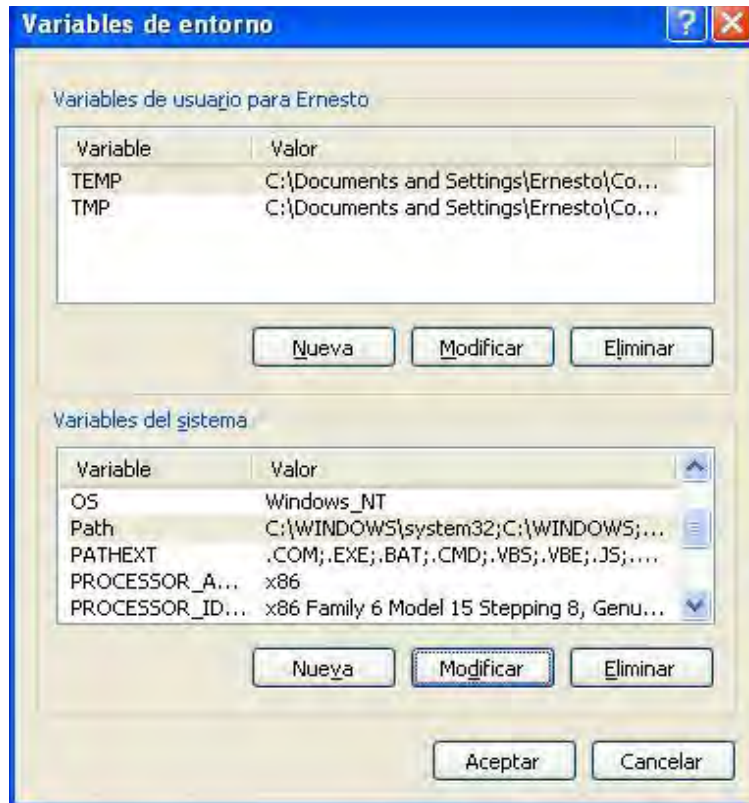 Variables de entorno
Variables de usuario para Ernesto
Variable Valor
TEMP C:\Documents and Settings\Ernesto\Co...
TMP C:\Documents and Settings\Ernesto\Co...
Nueva Modificar Eliminar
Variables del sistema
Variable Valor
OS Windows_NT
Path C:\WINDOWS\system32;C:\WINDOWS;...
PATHEXT .COM;.EXE;.BAT;.CMD;.VBS;.VBE;.JS;....
PROCESSOR_A... x86
PROCESSOR_ID... x86 Family 6 Model 15 Stepping 8, Genu...
Nueva Modificar Eliminar
Aceptar Cancelar